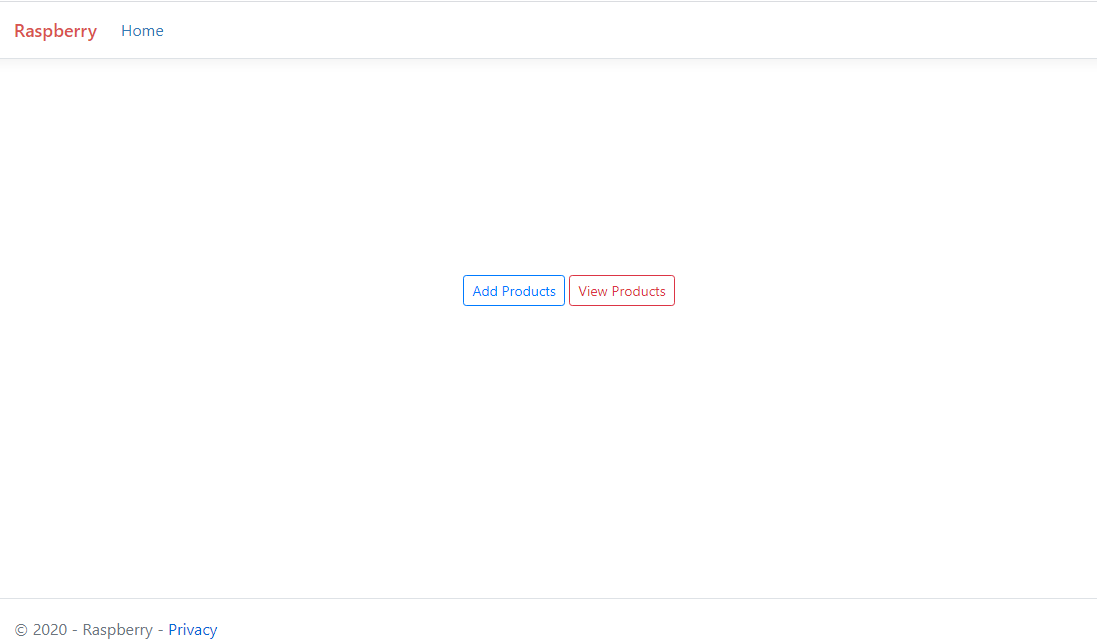 Raspberry Home
Add Products View Products
© 2020 - Raspberry - Privacy